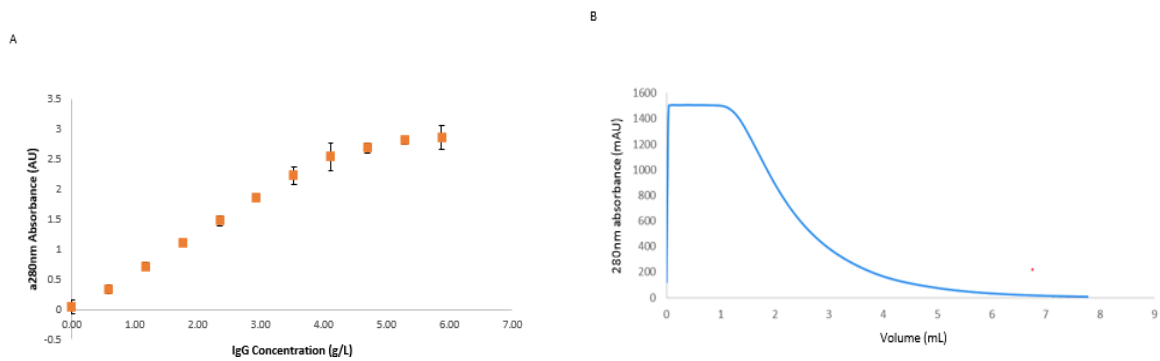 A
a280nm Absorbance (AU)
3.5
3
2.5
2
1.5
1
0.5
0
-0.5
0.00 1.00 2.00 3.00 4.00 5.00 6.00 7.00
IgG Concentration (g/L)
B
280nm absorbance (mAU)
1600
1400
1200
1000
800
600
400
200
0
0 1 2 3 4 5 6 7 8 9
Volume (mL)